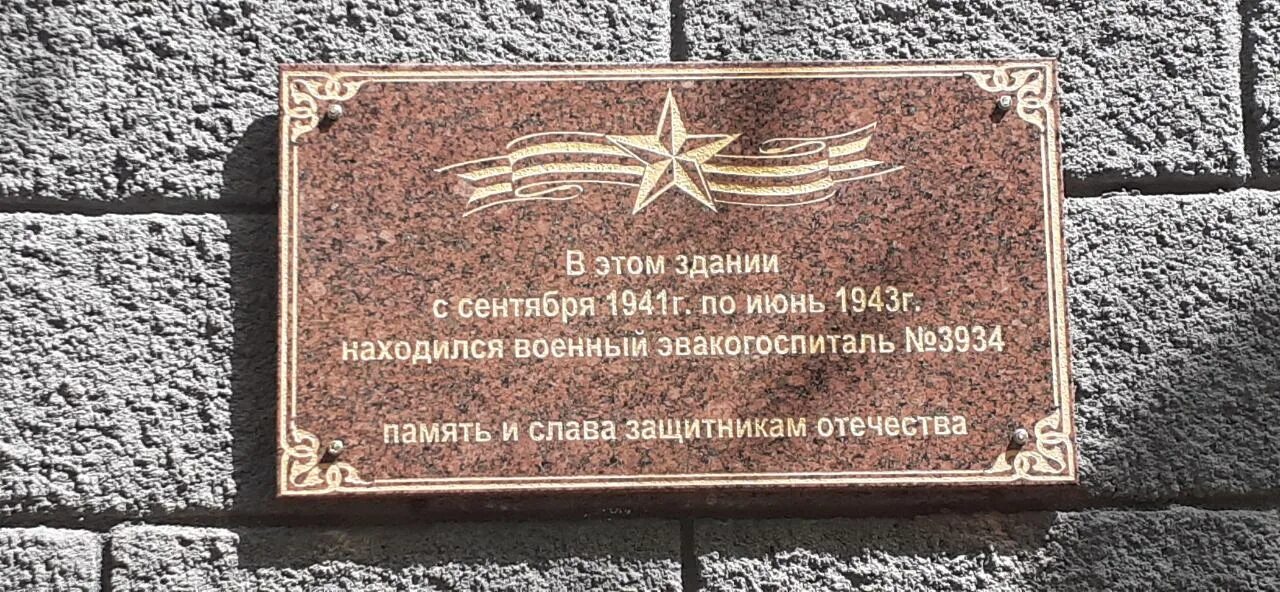 В этом здании
с сентября 1941г. по июнь 1943г.
находился военный эвакогоспиталь №3934
память и слава защитникам отечества